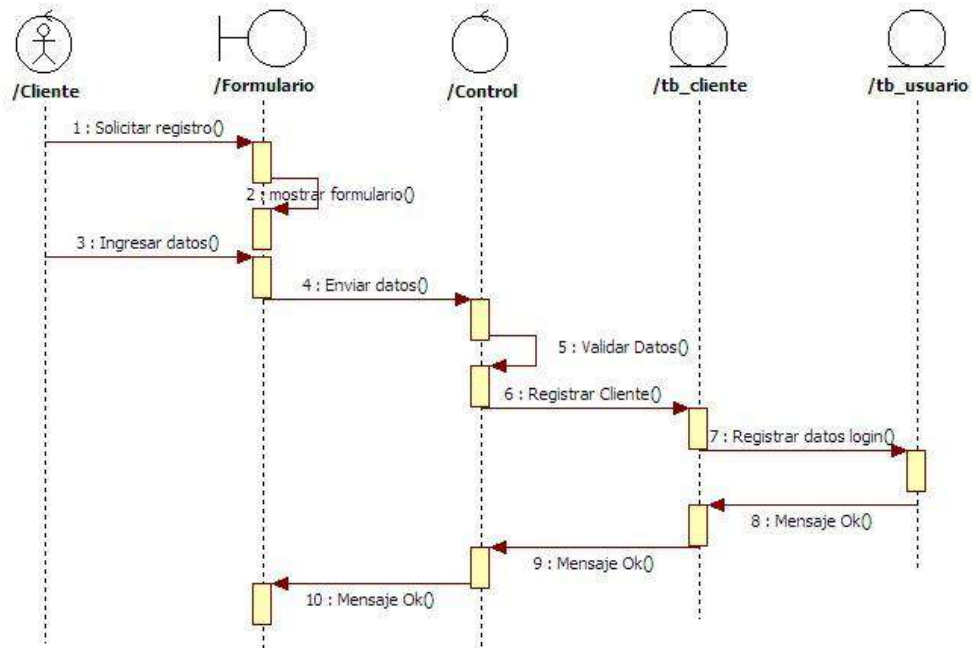 /Cliente
/Formulario
/Control
/tb_cliente
/tb_usuario
1 : Solicitar registro()
2 : mostrar formulario()
3 : Ingresar datos()
4 : Enviar datos()
5 : Validar Datos()
6 : Registrar Cliente()
7 : Registrar datos login()
8 : Mensaje Ok()
9 : Mensaje Ok()
10 : Mensaje Ok()